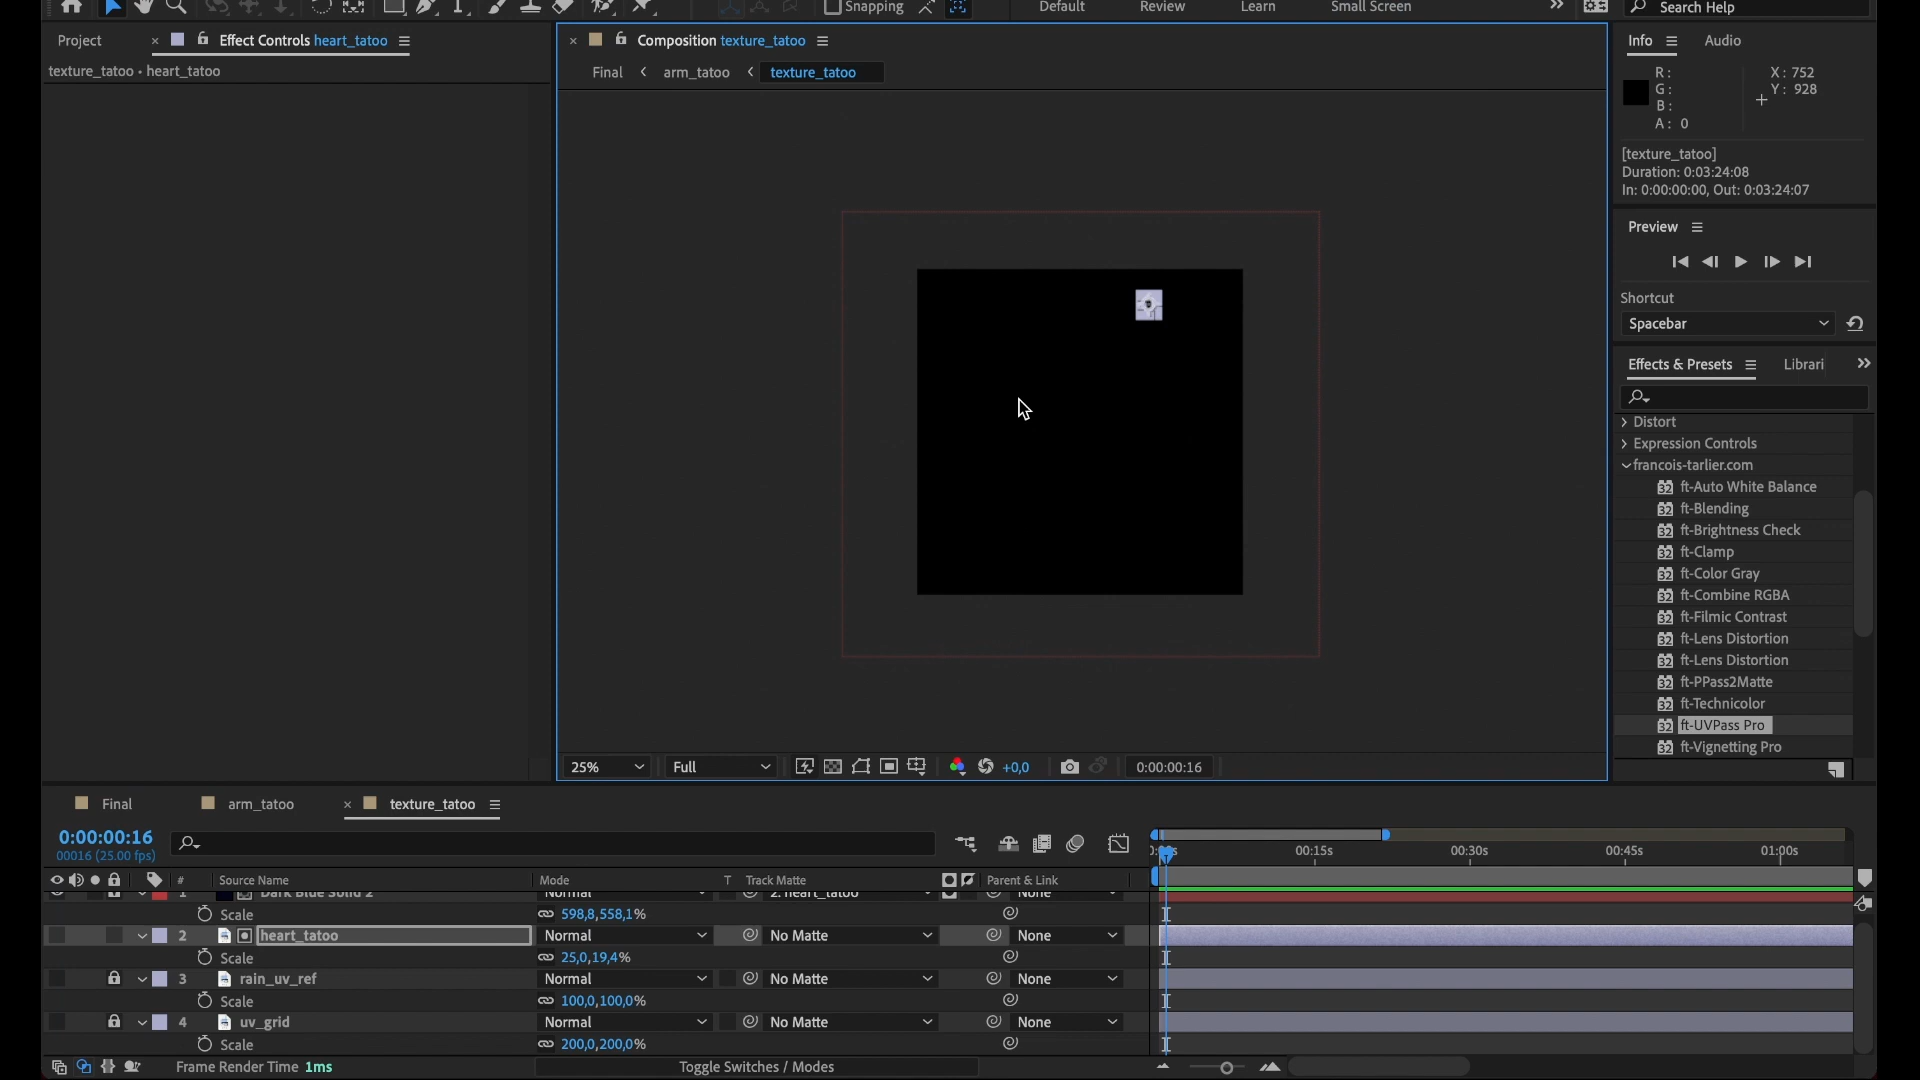 Snapping
Default
Review
Learn
Small Screen
Search Help
Project
Effect Controls heart_tatoo
texture_tatoo • heart_tatoo
Composition texture_tatoo
Final
arm_tatoo
texture_tatoo
Info
Audio
R:
G:
B:
A: 0
X: 752
Y: 928
[texture_tatoo]
Duration: 0:03:24:08
In: 0:00:00:00, Out: 0:03:24:07
Preview
Shortcut
Spacebar
Effects & Presets
Librari
Distort
Expression Controls
francois-tarlier.com
ft-Auto White Balance
ft-Blending
ft-Brightness Check
ft-Clamp
ft-Color Gray
ft-Combine RGBA
ft-Filmic Contrast
ft-Lens Distortion
ft-Lens Distortion
ft-PPass2Matte
ft-Technicolor
ft-UVPass Pro
ft-Vignetting Pro
25%
Full
+0,0
0:00:00:16
Final
arm_tatoo
texture_tatoo
0:00:00:16
00016 (25.00 fps)
00:15s
00:30s
00:45s
01:00s
# Source Name
Mode
T Track Matte
Parent & Link
1 Dark Blue Solid 2 Normal 2. heart_tatoo None
Scale 598,8,558,1%
2 heart_tatoo Normal No Matte None
Scale 25,0,19,4%
3 rain_uv_ref Normal No Matte None
Scale 100,0,100,0%
4 uv_grid Normal No Matte None
Scale 200,0,200,0%
Frame Render Time 1ms
Toggle Switches / Modes